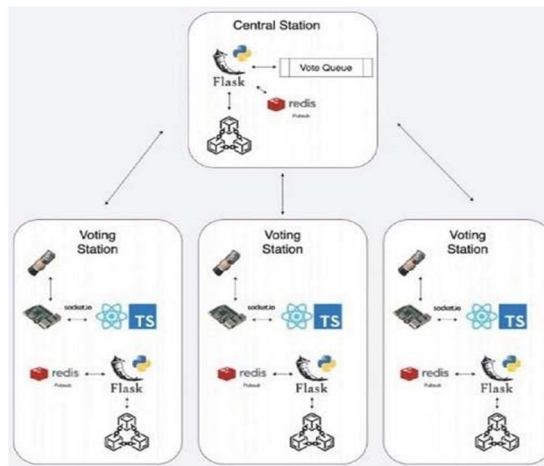 Central Station
Vote Queue
Flask
redis
Pubsub
Voting
Station
socket.io
TS
redis
Pubsub
Flask
Voting
Station
socket.io
TS
redis
Pubsub
Flask
Voting
Station
socket.io
TS
redis
Pubsub
Flask